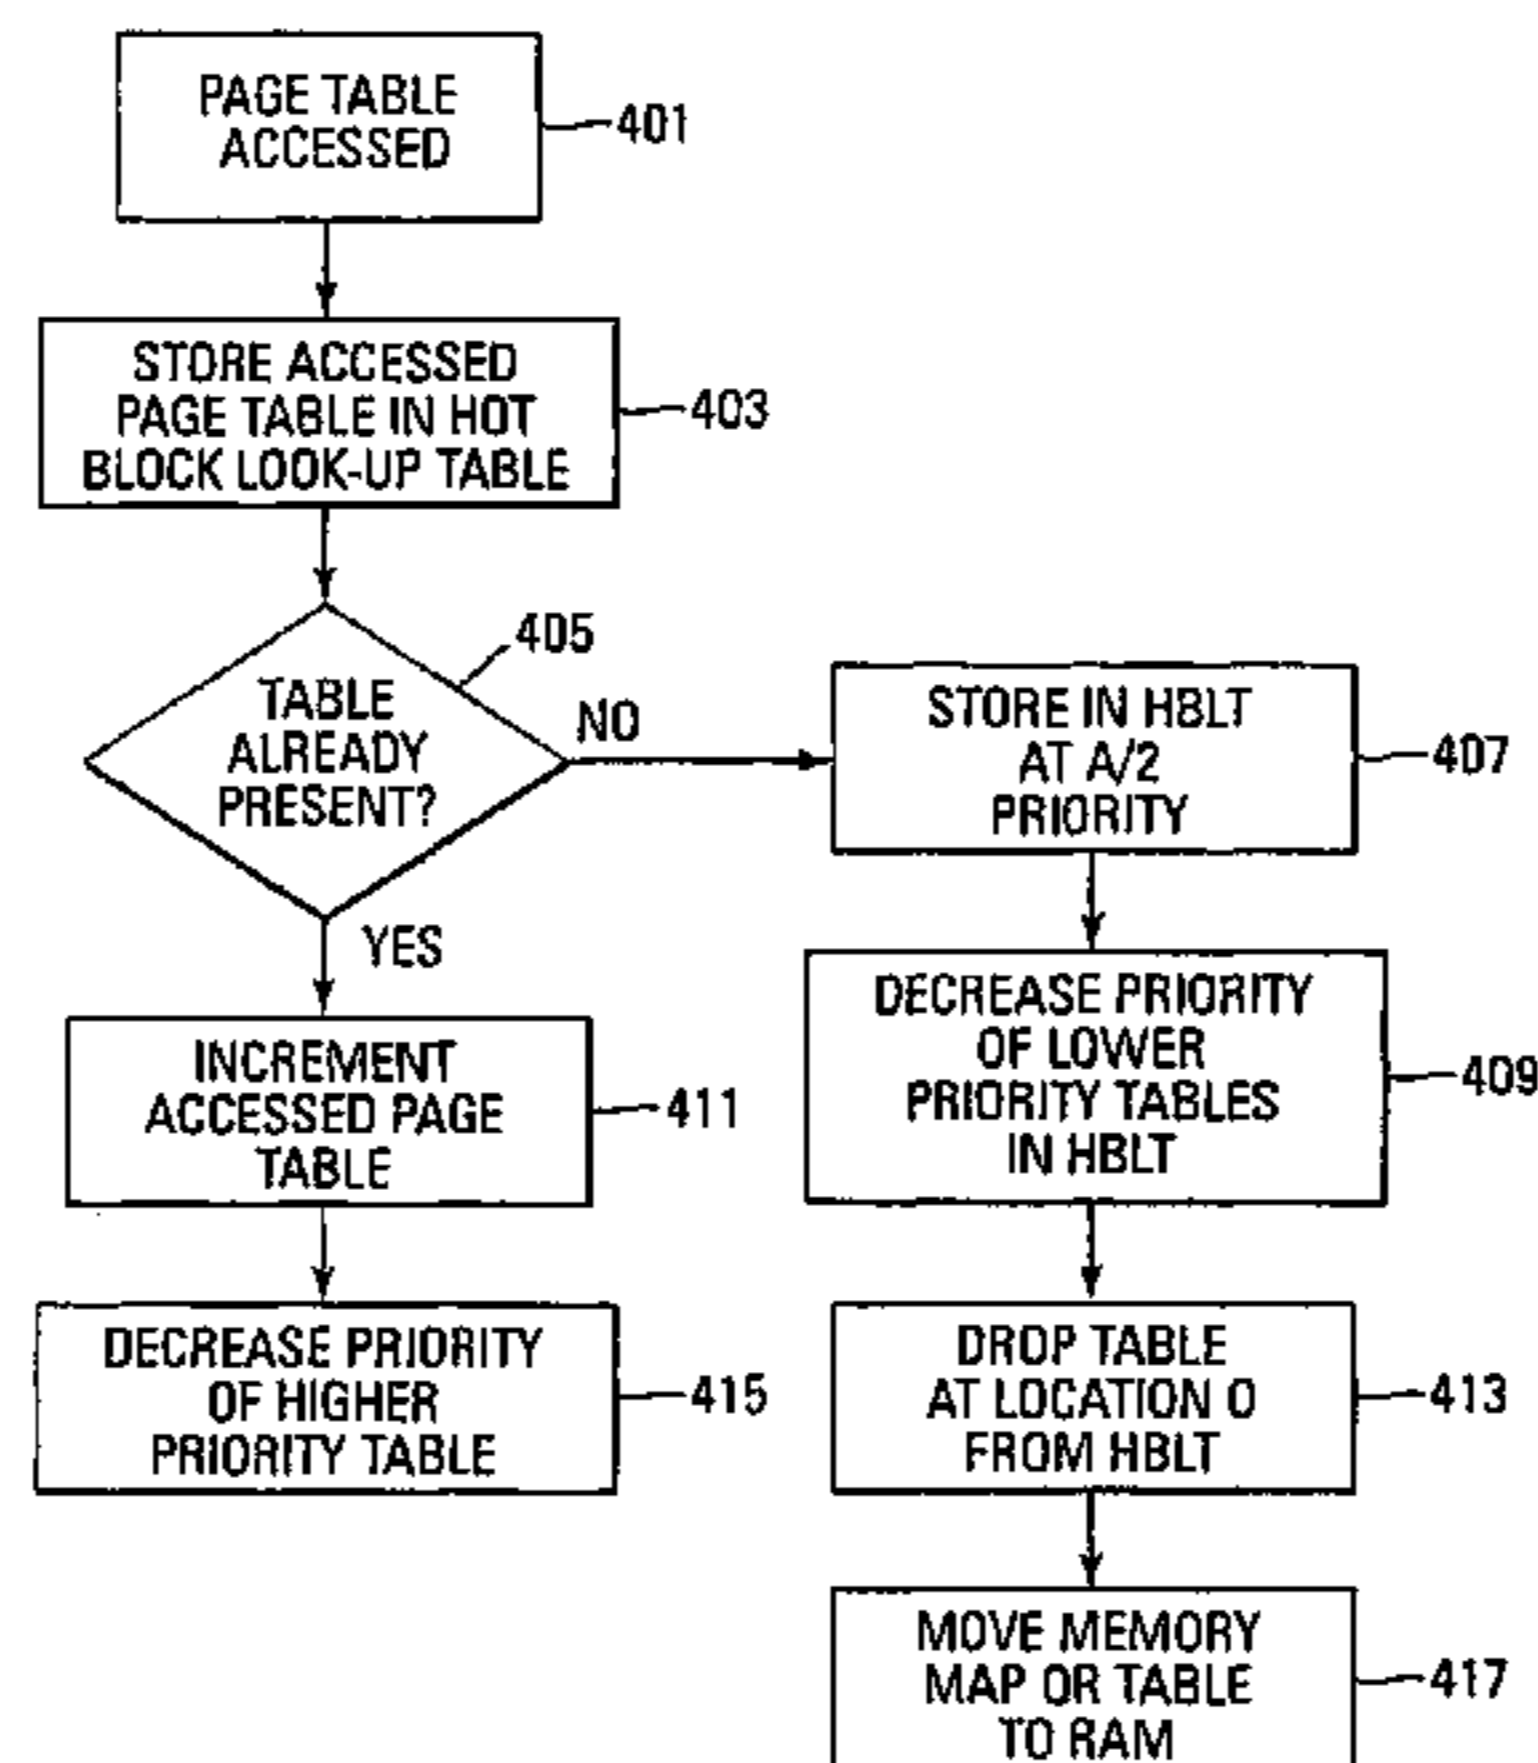 PAGE TABLE
ACCESSED
401
STORE ACCESSED
PAGE TABLE IN HOT
BLOCK LOOK-UP TABLE
403
405
TABLE
ALREADY
PRESENT?
NO
YES
STORE IN HBLT
AT A/2
PRIORITY
407
DECREASE PRIORITY
OF LOWER
PRIORITY TABLES
IN HBLT
409
INCREMENT
ACCESSED PAGE
TABLE
411
DECREASE PRIORITY
OF HIGHER
PRIORITY TABLE
415
DROP TABLE
AT LOCATION 0
FROM HBLT
413
MOVE MEMORY
MAP OR TABLE
TO RAM
417